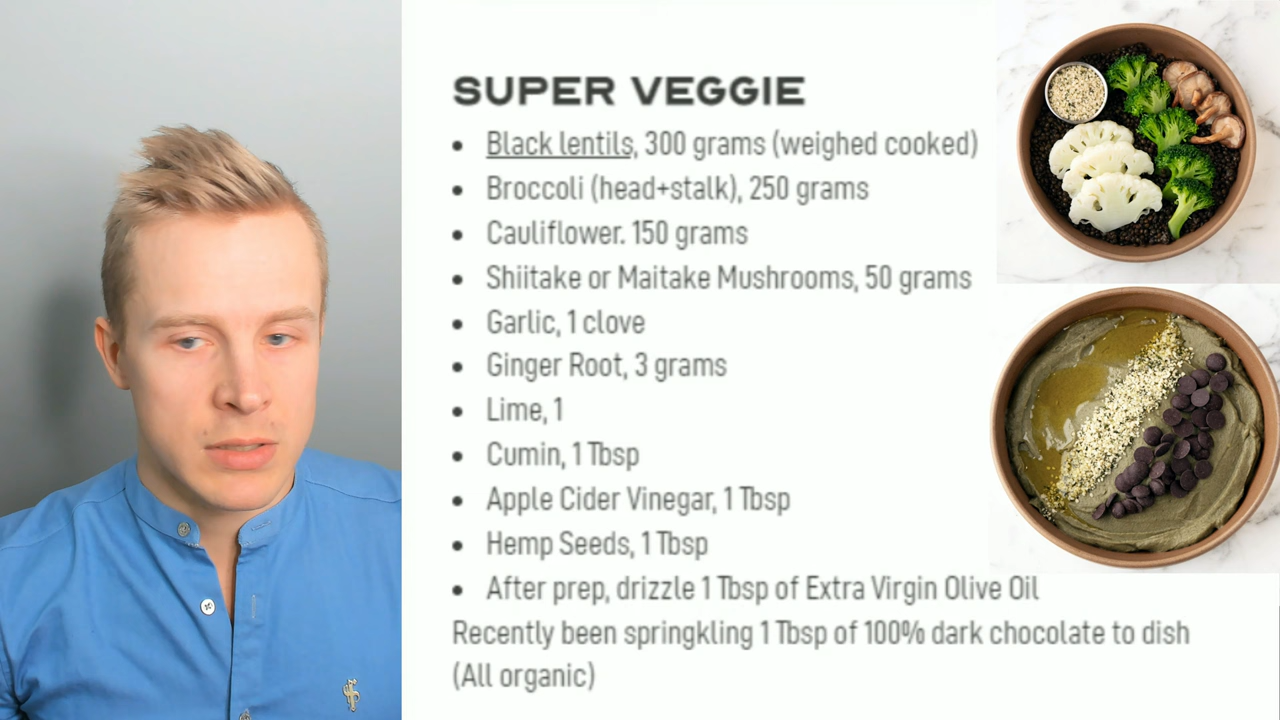 SUPER VEGGIE
• Black lentils, 300 grams (weighed cooked)
• Broccoli (head+stalk), 250 grams
• Cauliflower. 150 grams
• Shiitake or Maitake Mushrooms, 50 grams
• Garlic, 1 clove
• Ginger Root, 3 grams
• Lime, 1
• Cumin, 1 Tbsp
• Apple Cider Vinegar, 1 Tbsp
• Hemp Seeds, 1 Tbsp
• After prep, drizzle 1 Tbsp of Extra Virgin Olive Oil
Recently been springkling 1 Tbsp of 100% dark chocolate to dish
(All organic)